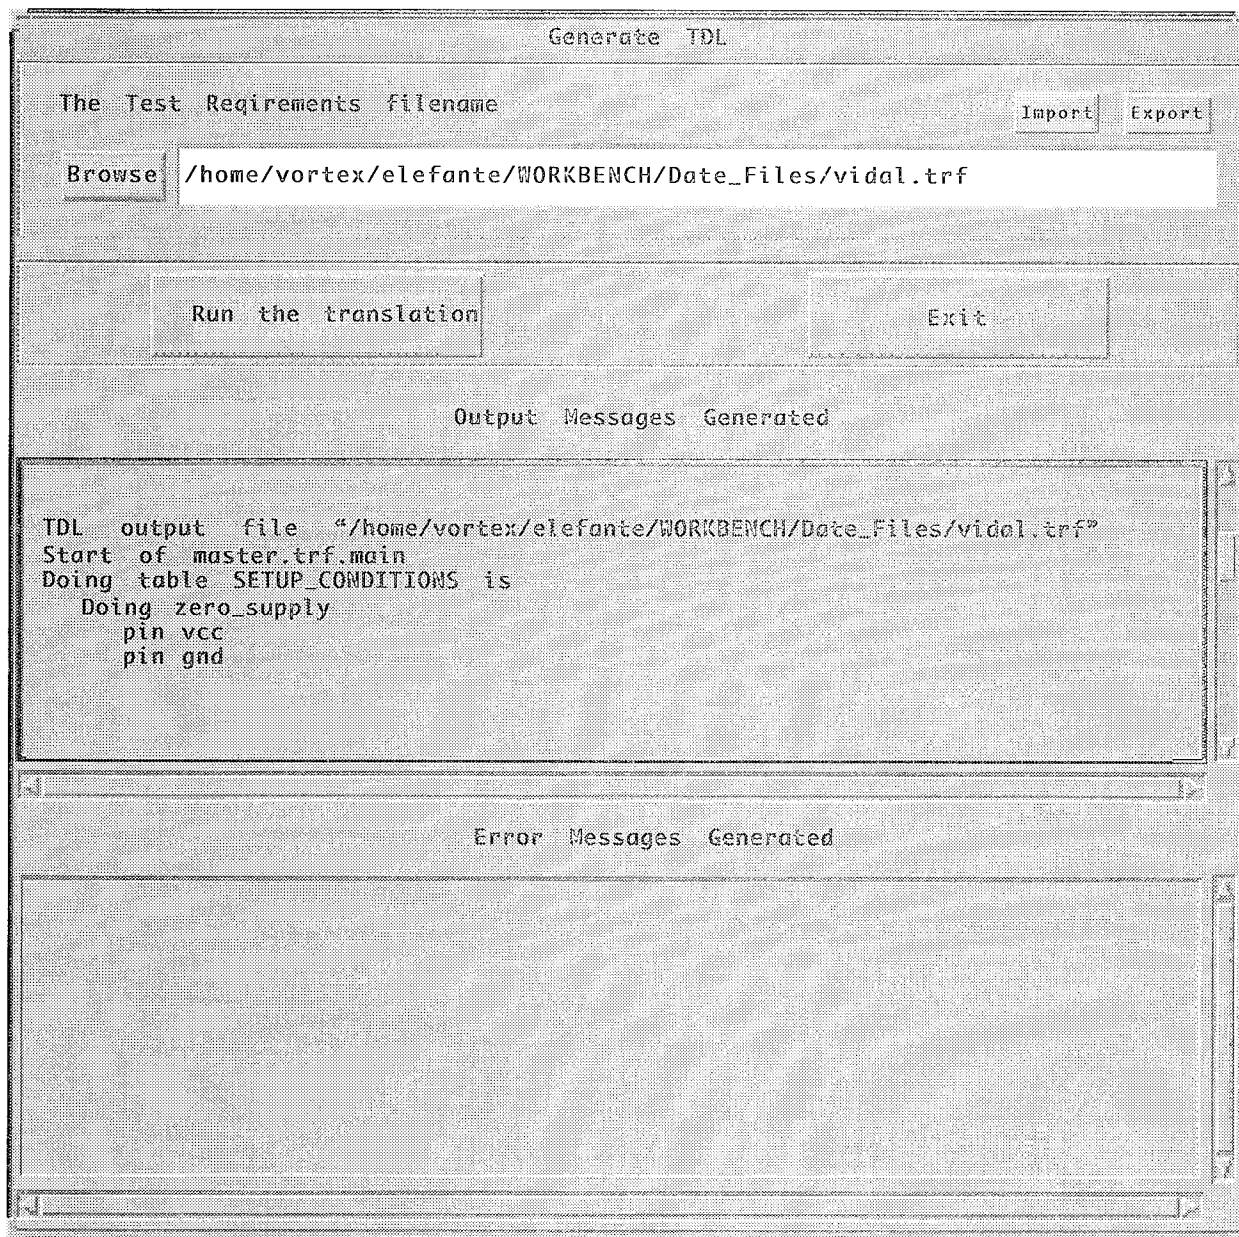 Generate TDL
The Test Reqirements filename
Import Export
Browse /home/vortex/elefante/WORKBENCH/Date_Files/vidal.trf
Run the translation Exit
Output Messages Generated
TDL output file “/home/vortex/elefante/WORKBENCH/Date_Files/vidal.trf”
Start of master.trf.main
Doing table SETUP_CONDITIONS is
Doing zero_supply
pin vcc
pin gnd
Error Messages Generated